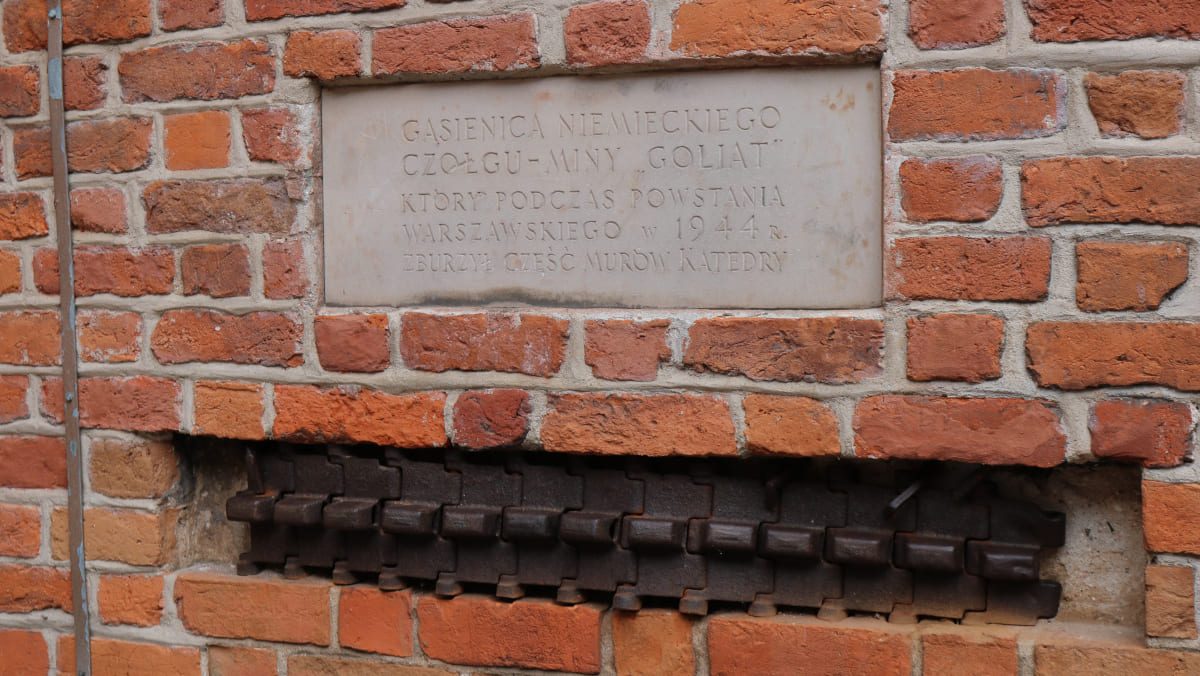 GĄSIENICA NIEMIECKIEGO
CZOŁGU-MINY „GOLIAT”
KTÓRY PODCZAS POWSTANIA
WARSZAWSKIEGO W 1944 R.
ZBURZYŁ CZĘŚĆ MURÓW KATEDRY